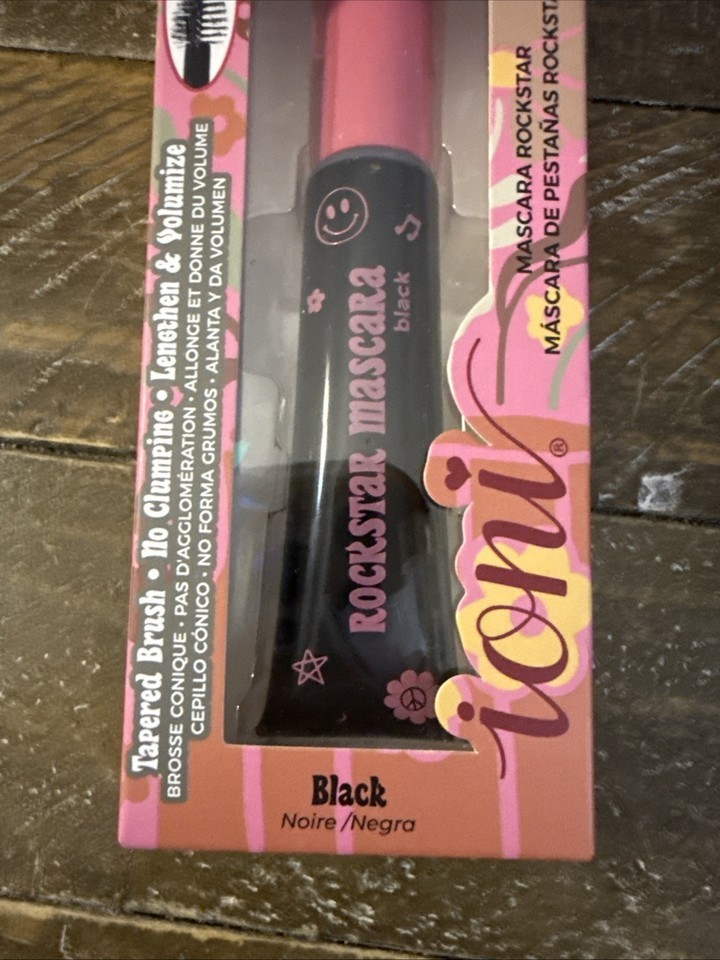 Tapered Brush • No Clumping • Lengthen & Volumize
BROSSE CONIQUE • PAS D'AGGLOMÉRATION • ALLONGE ET DONNE DU VOLUME
CEPILLO CÓNICO • NO FORMA GRUMOS • ALANTA Y DA VOLUMEN
ROCKSTAR mascara
black
MASCARA ROCKSTAR
MÁSCARA DE PESTAÑAS ROCKST
ioni®
Black
Noire /Negra